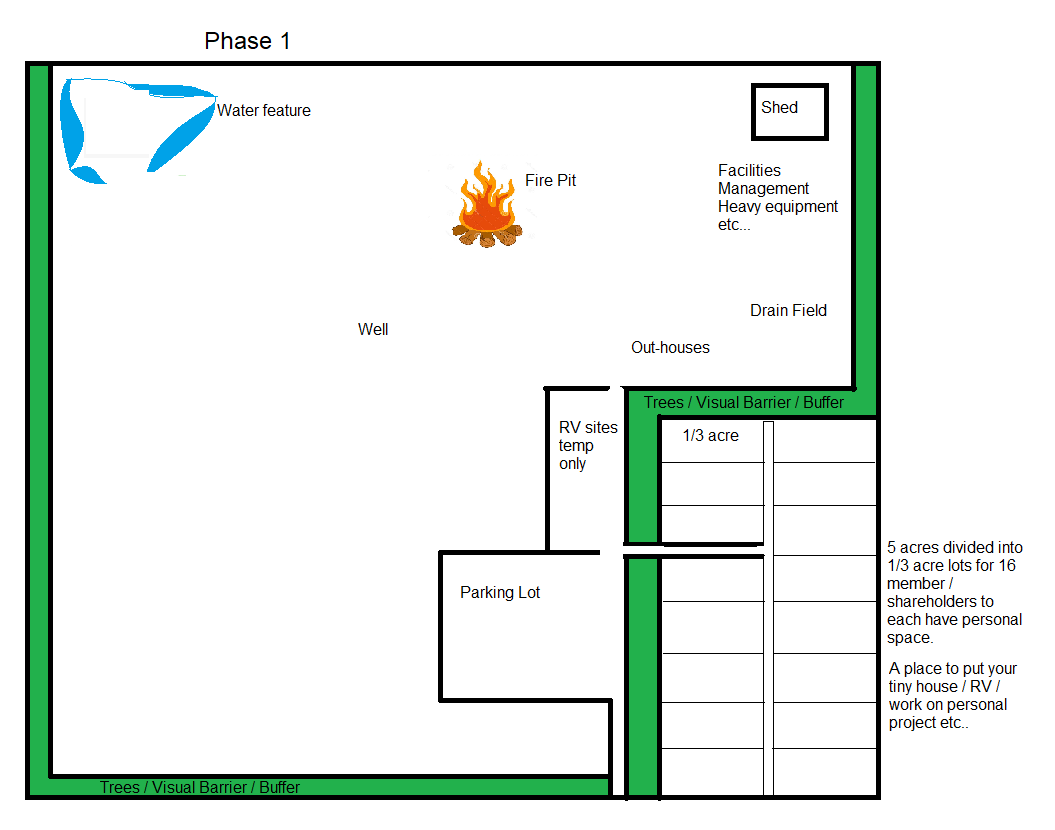 Phase 1
Water feature
Shed
Fire Pit
Facilities
Management
Heavy equipment
etc...
Drain Field
Well
Out-houses
Trees / Visual Barrier / Buffer
RV sites
temp
only
1/3 acre
5 acres divided into
1/3 acre lots for 16
member /
shareholders to
each have personal
space.
Parking Lot
A place to put your
tiny house / RV /
work on personal
project etc..
Trees / Visual Barrier / Buffer